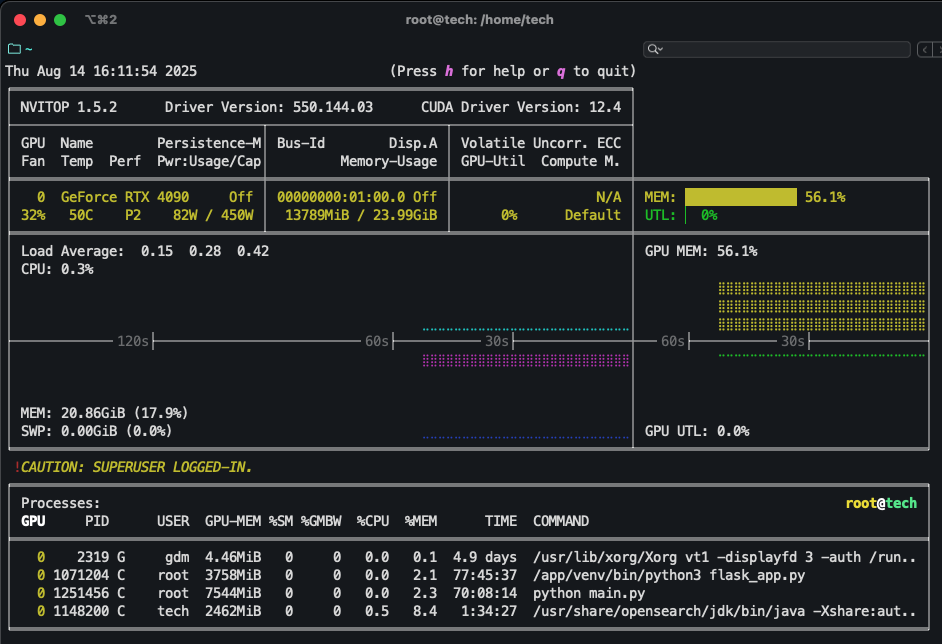 ⌥⌘2 root@tech: /home/tech
~
Thu Aug 14 16:11:54 2025 (Press h for help or q to quit)
NVITOP 1.5.2 Driver Version: 550.144.03 CUDA Driver Version: 12.4
GPU Name Persistence-M Bus-Id Disp.A Volatile Uncorr. ECC
Fan Temp Perf Pwr:Usage/Cap Memory-Usage GPU-Util Compute M.
0 GeForce RTX 4090 Off 00000000:01:00.0 Off N/A MEM: 56.1%
32% 50C P2 82W / 450W 13789MiB / 23.99GiB 0% Default UTL: 0%
Load Average: 0.15 0.28 0.42 GPU MEM: 56.1%
CPU: 0.3%
120s 60s 30s 60s 30s
MEM: 20.86GiB (17.9%)
SWP: 0.00GiB (0.0%) GPU UTL: 0.0%
!CAUTION: SUPERUSER LOGGED-IN.
Processes: root@tech
GPU PID USER GPU-MEM %SM %GMBW %CPU %MEM TIME COMMAND
0 2319 G gdm 4.46MiB 0 0 0.0 0.1 4.9 days /usr/lib/xorg/Xorg vt1 -displayfd 3 -auth /run..
0 1071204 C root 3758MiB 0 0 0.0 2.1 77:45:37 /app/venv/bin/python3 flask_app.py
0 1251456 C root 7544MiB 0 0 0.0 2.3 70:08:14 python main.py
0 1148200 C tech 2462MiB 0 0 0.5 8.4 1:34:27 /usr/share/opensearch/jdk/bin/java -Xshare:aut..